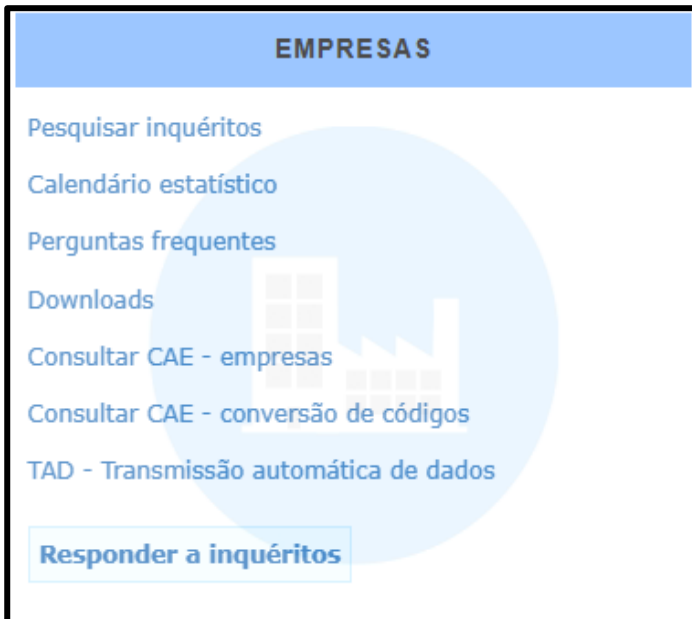 EMPRESAS
Pesquisar inquéritos
Calendário estatístico
Perguntas frequentes
Downloads
Consultar CAE - empresas
Consultar CAE - conversão de códigos
TAD - Transmissão automática de dados
Responder a inquéritos